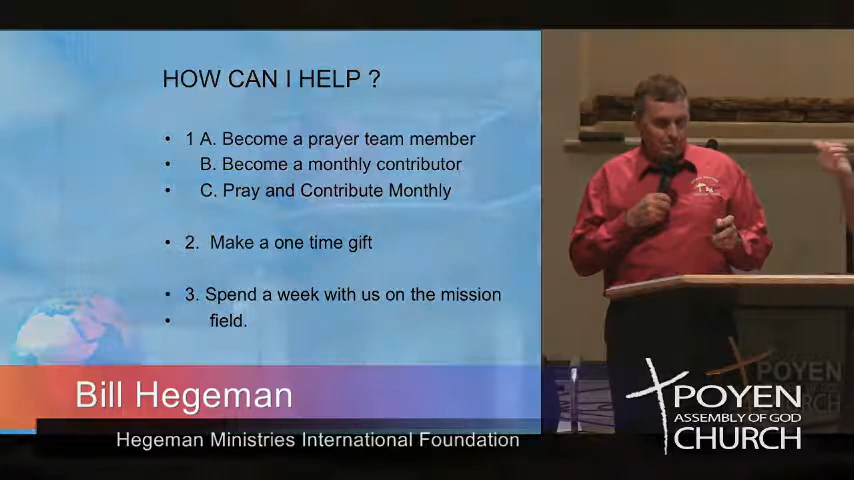 HOW CAN I HELP ?
• 1 A. Become a prayer team member
• B. Become a monthly contributor
• C. Pray and Contribute Monthly
• 2. Make a one time gift
• 3. Spend a week with us on the mission
• field.
Bill Hegeman
Hegeman Ministries International Foundation
POYEN
ASSEMBLY OF GOD
CHURCH
POYEN
CH